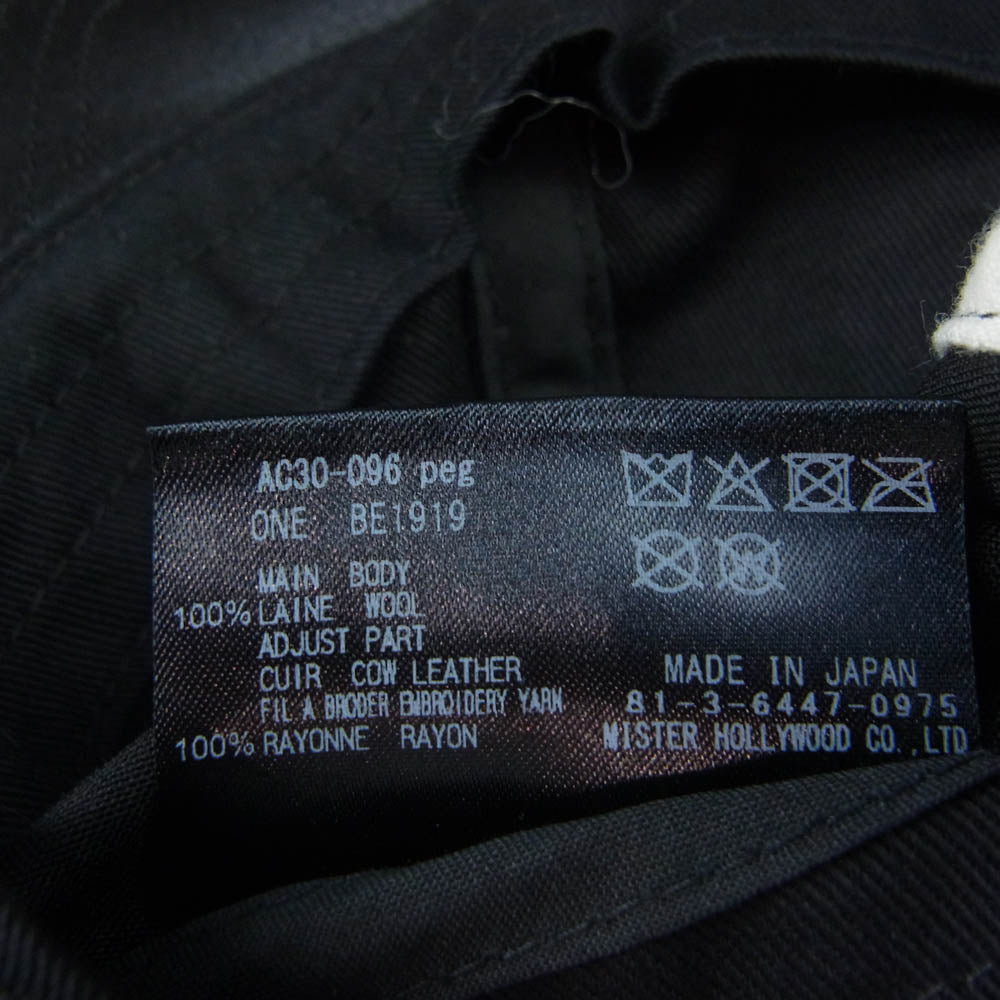 AC30-096 peg
ONE BE1919
MAIN BODY
100% LAINE WOOL
ADJUST PART
CUIR COW LEATHER
FIL A BRODER EMBROIDERY YARN
100% RAYONNE RAYON
MADE IN JAPAN
81-3-6447-0975
MISTER HOLLYWOOD CO.,LTD